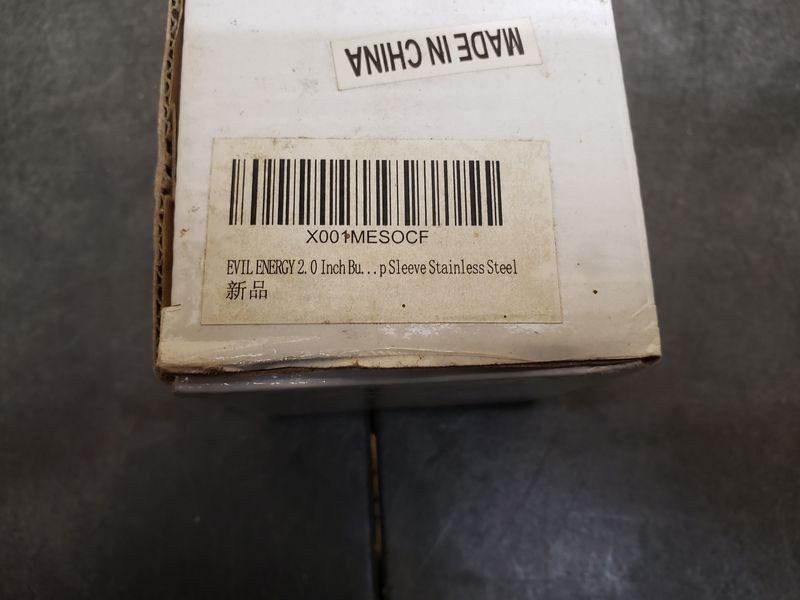 MADE IN CHINA
X001MESOCF
EVIL ENERGY 2.0 Inch Bu...p Sleeve Stainless Steel
新品